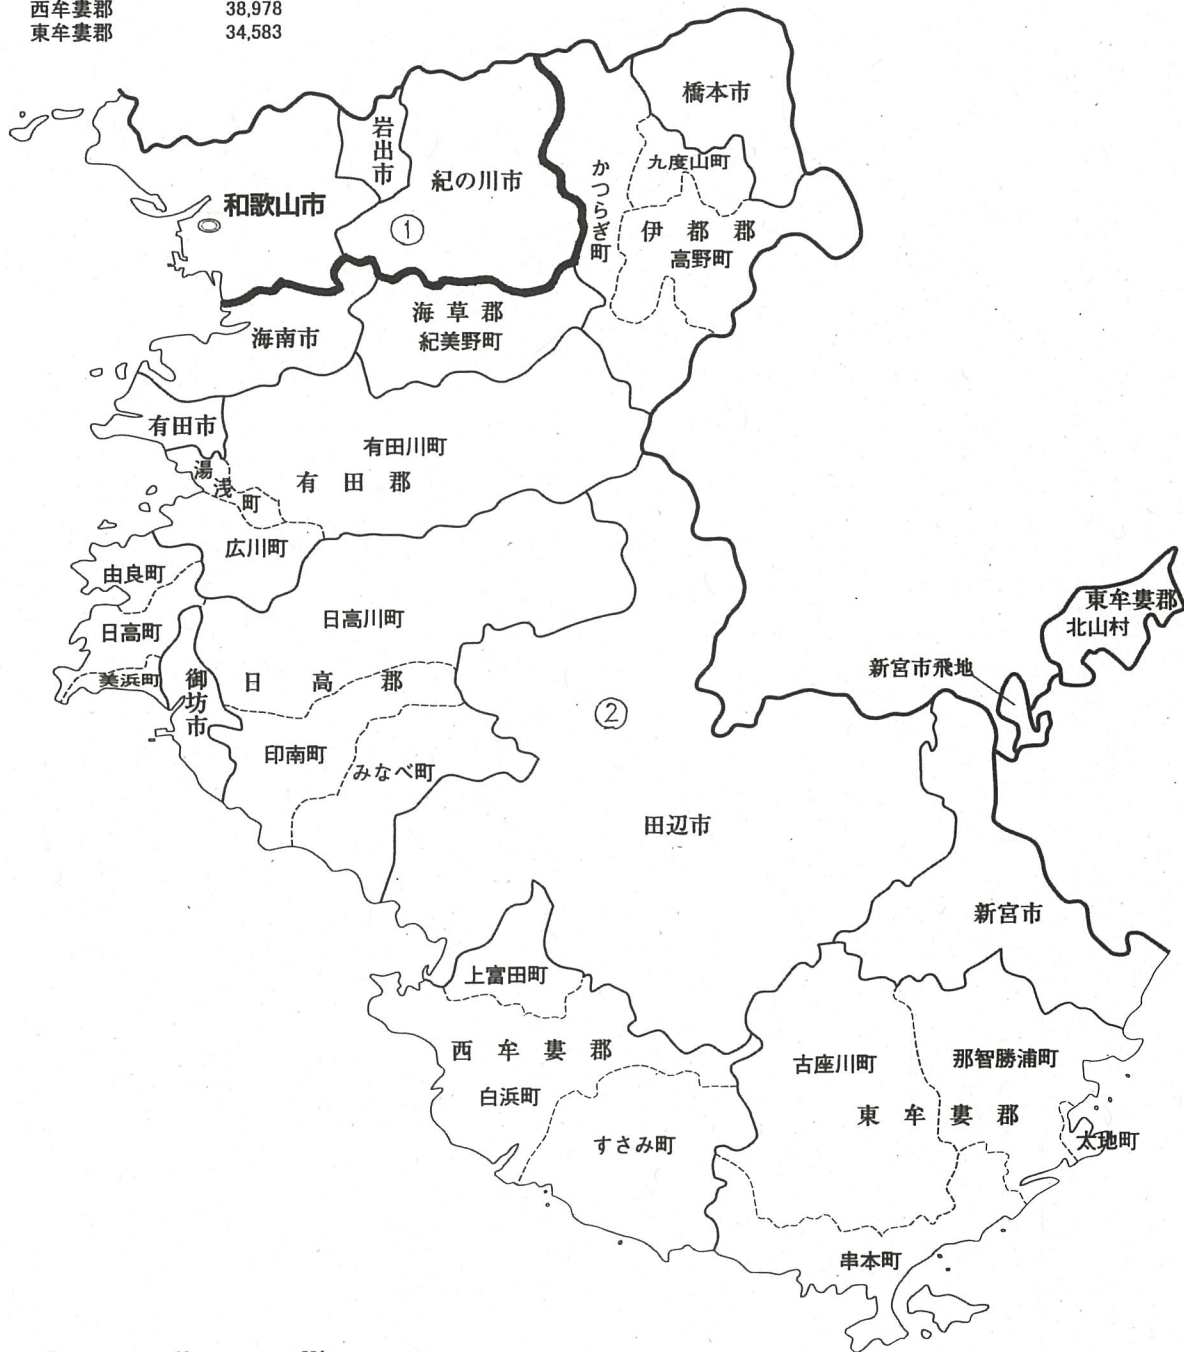 西牟婁郡 38,978
東牟婁郡 34,583
橋本市
岩出市
九度山町
紀の川市
かつらぎ町
和歌山市
①
伊都郡
高野町
海草郡
海南市
紀美野町
有田市
有田川町
湯浅町
有田郡
広川町
由良町
東牟婁郡
北山村
日高川町
日高町
新宮市飛地
美浜町
御坊市
日高郡
②
印南町
みなべ町
田辺市
新宮市
上富田町
西牟婁郡
古座川町
那智勝浦町
白浜町
東牟婁郡
すさみ町
太地町
串本町